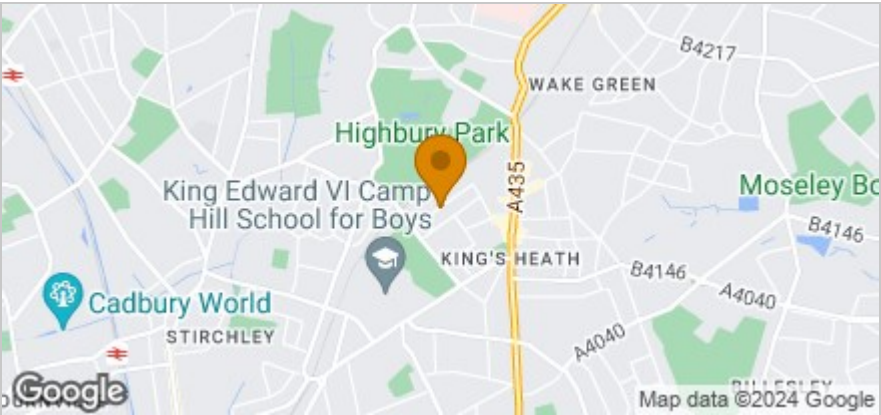 B4217
WAKE GREEN
Highbury Park
A435
King Edward VI Camp
Hill School for Boys
Moseley Bo
B4146
KING'S HEATH
B4146
A4040
Cadbury World
STIRCHLEY
A4040
BILLESLEY
Google
Map data ©2024 Google